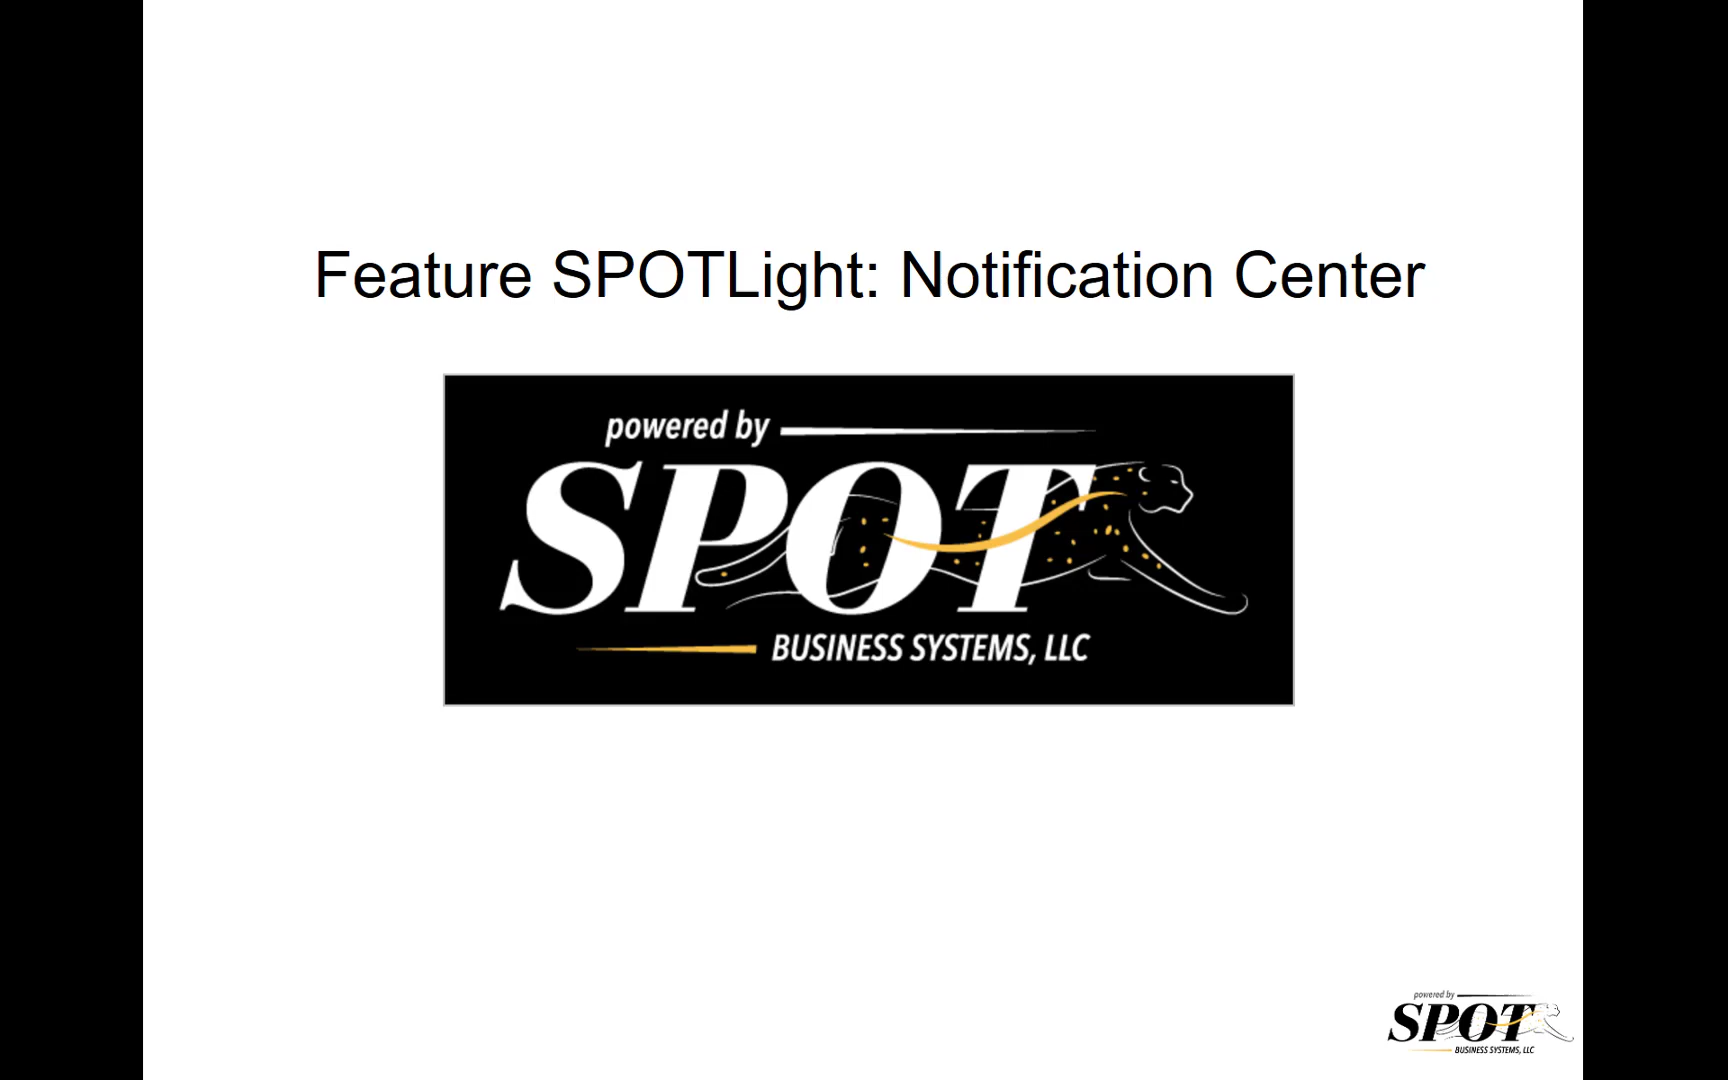 Feature SPOTLight: Notification Center
powered by
SPOT
BUSINESS SYSTEMS, LLC
powered by
SPOT
BUSINESS SYSTEMS, LLC